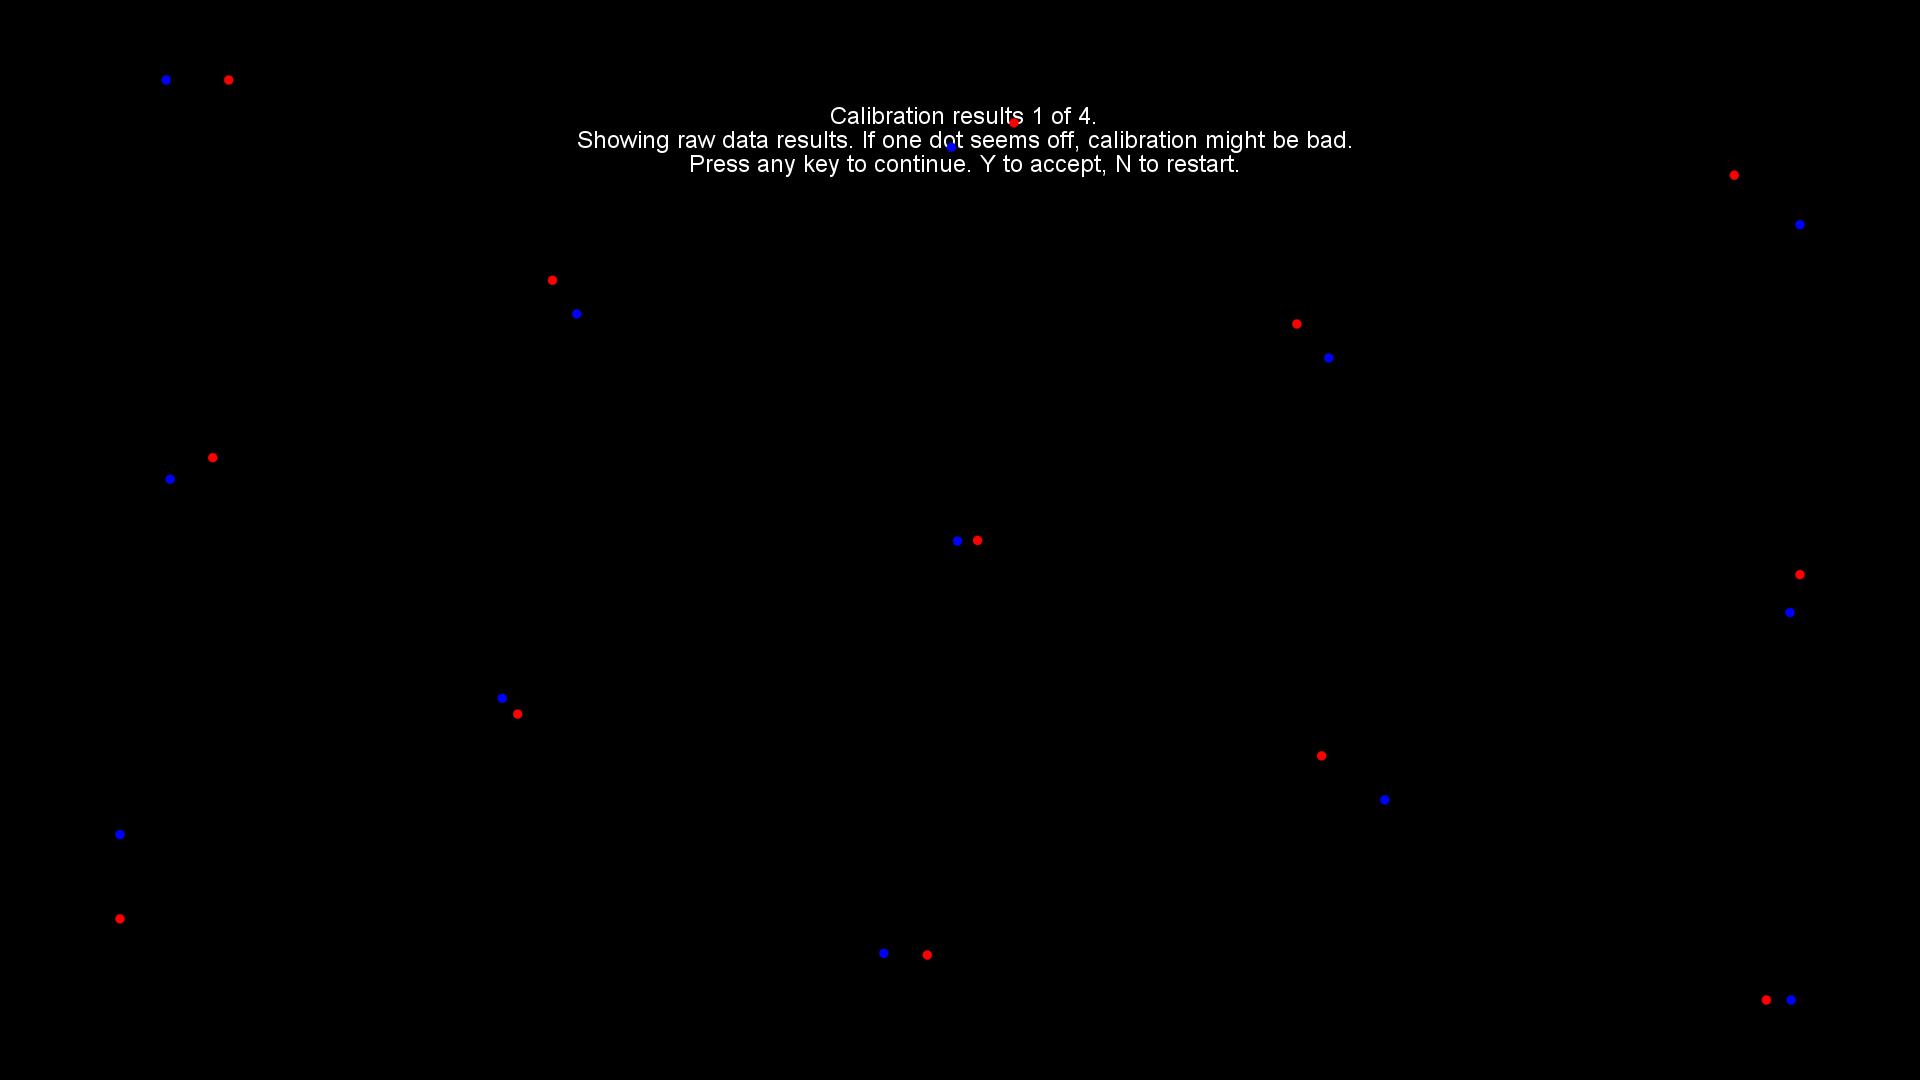 Calibration results 1 of 4.
Showing raw data results. If one dot seems off, calibration might be bad.
Press any key to continue. Y to accept, N to restart.